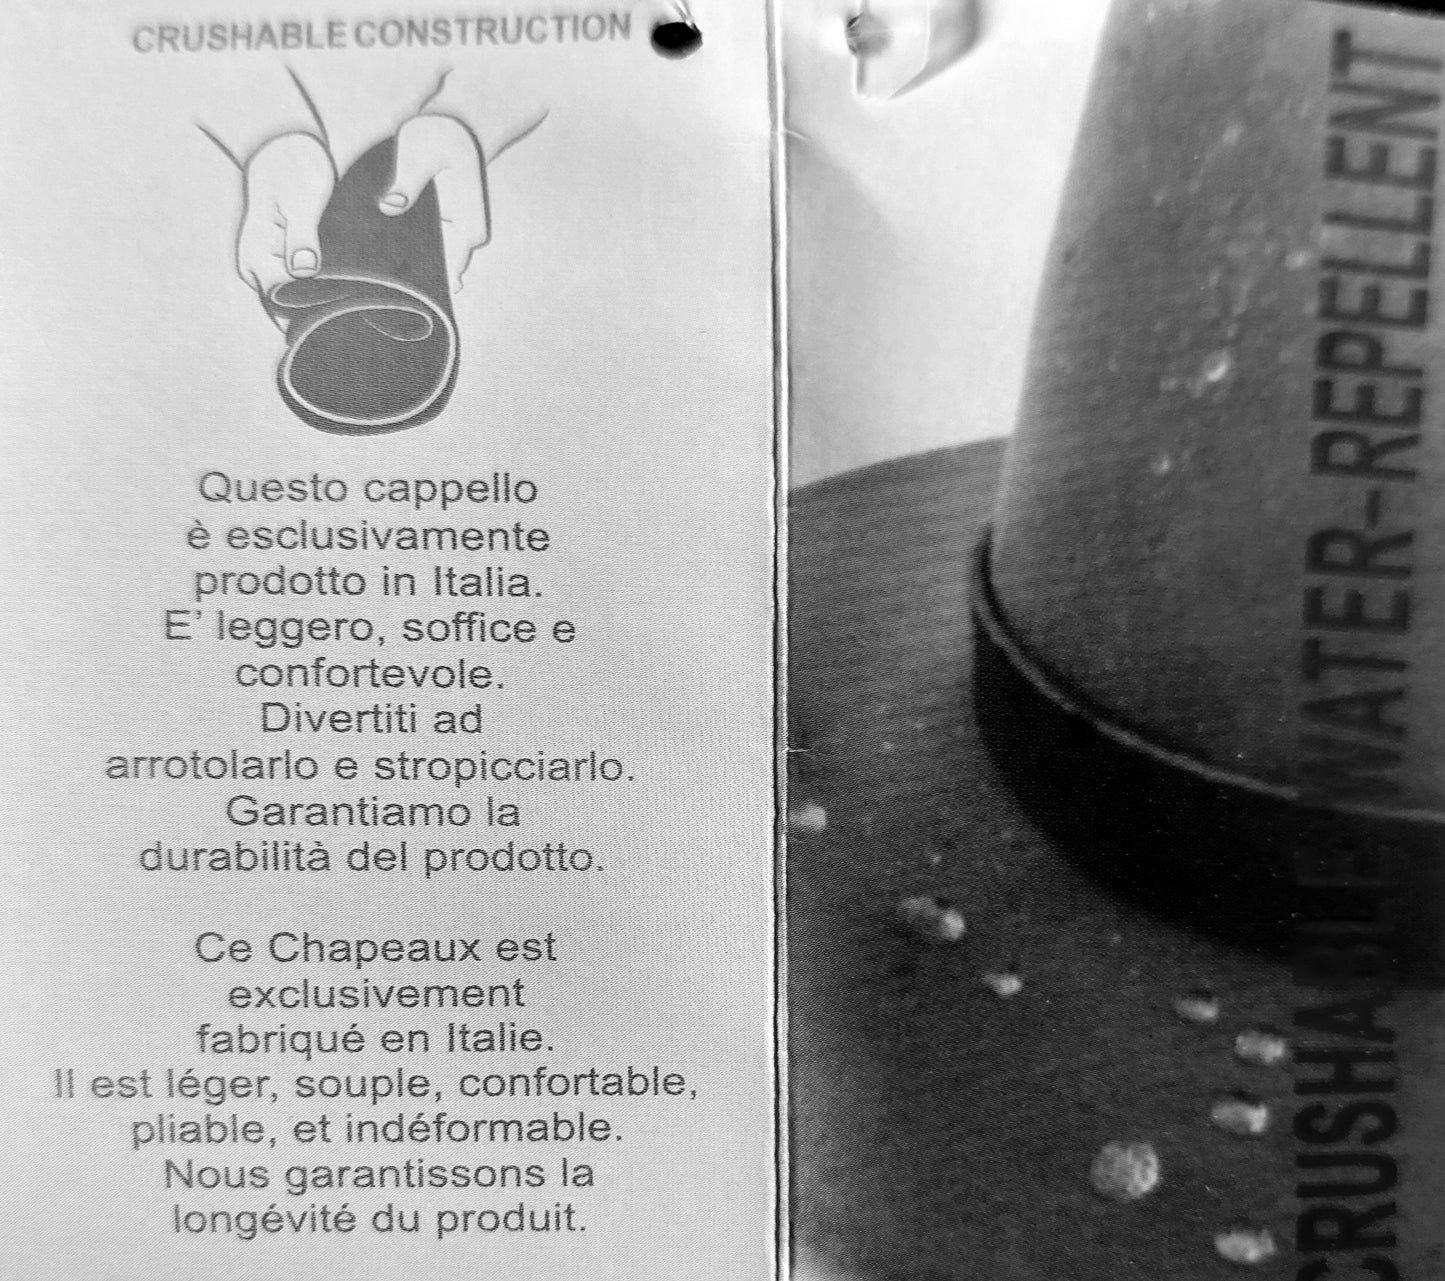 CRUSHABLE CONSTRUCTION
Questo cappello
è esclusivamente
prodotto in Italia.
E' leggero, soffice e
confortevole.
Divertiti ad
arrotolarlo e stropicciarlo.
Garantiamo la
durabilità del prodotto.
Ce Chapeaux est
exclusivement
fabriqué en Italie.
Il est léger, souple, confortable,
pliable, et indéformable.
Nous garantissons la
longévité du produit.
CRUSHABLE WATER-REPELLENT